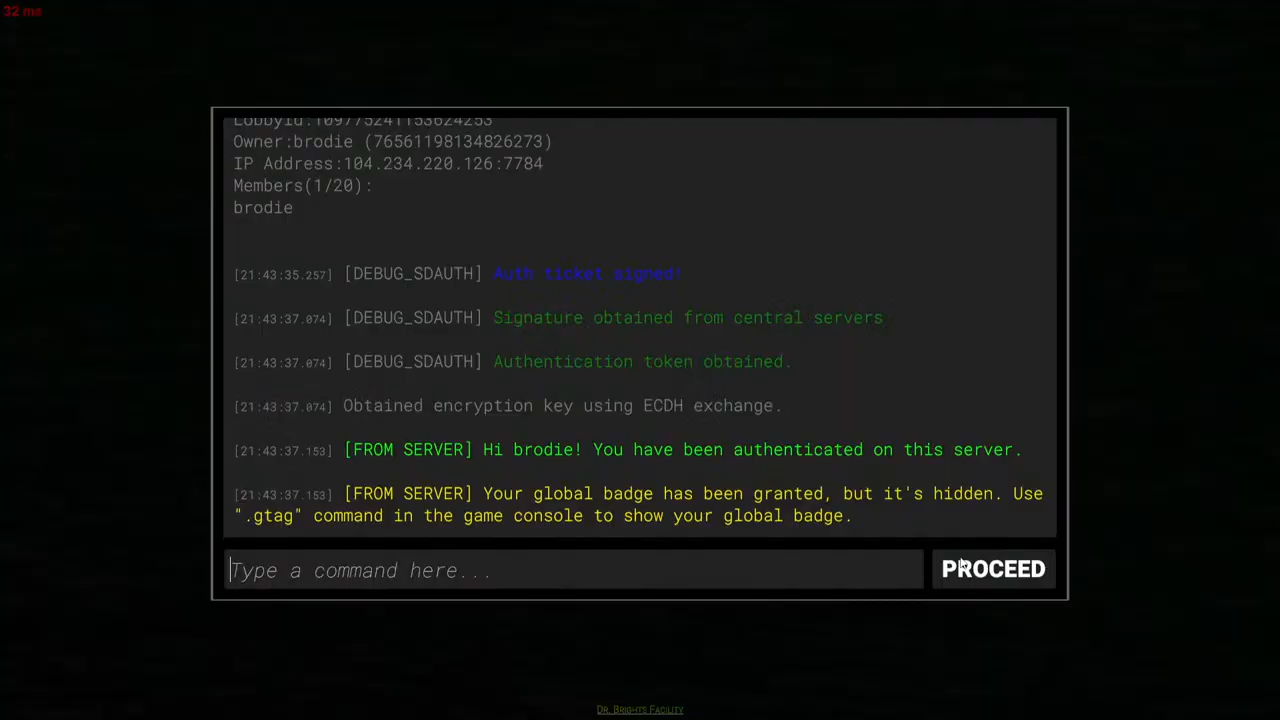 32 ms
LobbyId:109775241153624253
Owner:brodie (76561198134826273)
IP Address:104.234.220.126:7784
Members(1/20):
brodie
[21:43:35.257] [DEBUG_SDAUTH] Auth ticket signed!
[21:43:37.074] [DEBUG_SDAUTH] Signature obtained from central servers
[21:43:37.074] [DEBUG_SDAUTH] Authentication token obtained.
[21:43:37.074] Obtained encryption key using ECDH exchange.
[21:43:37.153] [FROM SERVER] Hi brodie! You have been authenticated on this server.
[21:43:37.153] [FROM SERVER] Your global badge has been granted, but it's hidden. Use
".gtag" command in the game console to show your global badge.
Type a command here...
PROCEED
Dr. Brights Facility